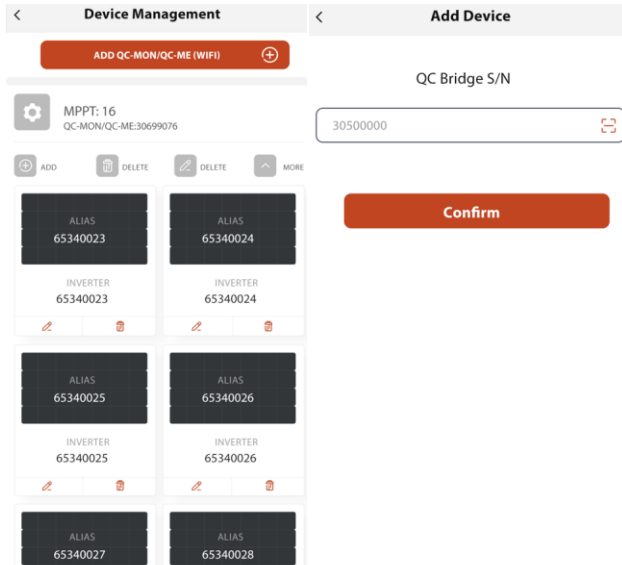 Device Management
ADD QC-MON/QC-ME (WIFI)
MPPT: 16
QC-MON/QC-ME:30699076
ADD DELETE DELETE MORE
ALIAS ALIAS
65340023 65340024
INVERTER INVERTER
65340023 65340024
ALIAS ALIAS
65340025 65340026
INVERTER INVERTER
65340025 65340026
ALIAS ALIAS
65340027 65340028
Add Device
QC Bridge S/N
30500000
Confirm